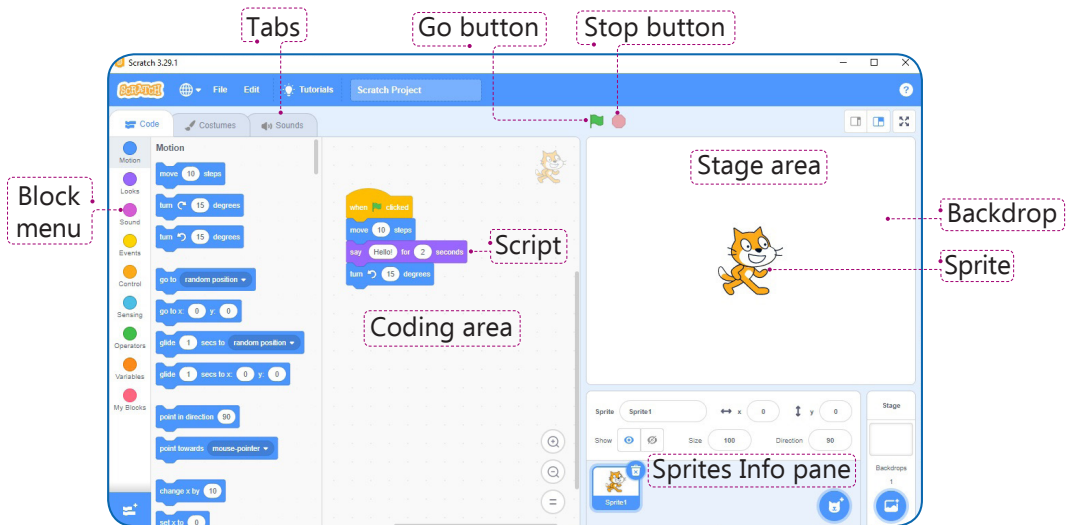 Tabs
Go button
Stop button
Scratch 3.29.1
SCRATCH
File
Edit
Tutorials
Scratch Project
?
Code
Costumes
Sounds
Motion
Looks
Sound
Events
Control
Sensing
Operators
Variables
My Blocks
Block
menu
Motion
move 10 steps
turn 15 degrees
turn 15 degrees
go to random position
go to x: 0 y: 0
glide 1 secs to random position
glide 1 secs to x: 0 y: 0
point in direction 90
point towards mouse-pointer
change x by 10
set x to 0
when clicked
move 10 steps
say Hello! for 2 seconds
turn 15 degrees
Script
Coding area
Stage area
Backdrop
Sprite
Sprite Sprite1 x 0 y 0
Show Size 100 Direction 90
Sprites Info pane
Sprite1
Stage
Backdrops
1